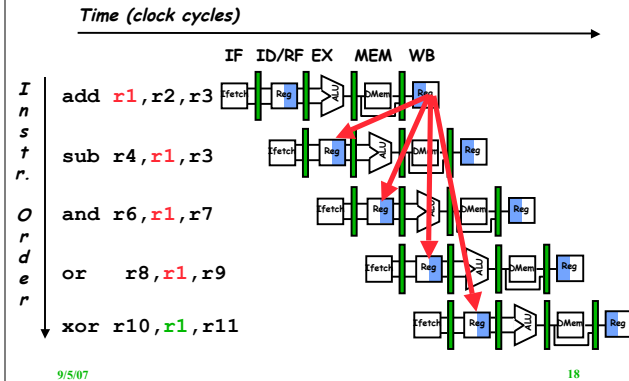 Time (clock cycles)
IF ID/RF EX MEM WB
Instr. Order
add r1,r2,r3 Ifetch Reg ALU DMem Reg
sub r4,r1,r3 Ifetch Reg ALU DMem Reg
and r6,r1,r7 Ifetch Reg ALU DMem Reg
or r8,r1,r9 Ifetch Reg ALU DMem Reg
xor r10,r1,r11 Ifetch Reg ALU DMem Reg
9/5/07 18